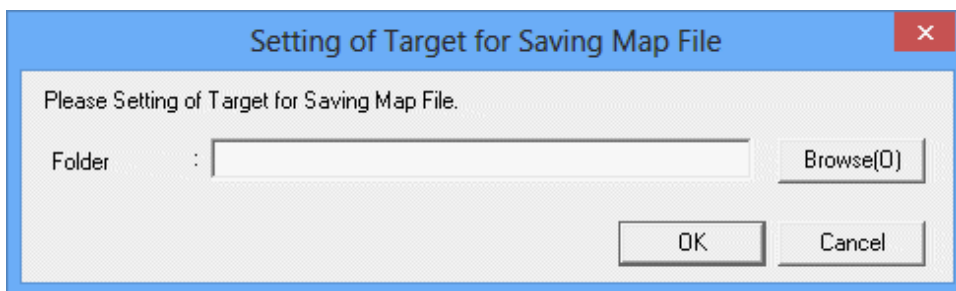 Setting of Target for Saving Map File
Please Setting of Target for Saving Map File.
Folder : Browse(O)
OK Cancel